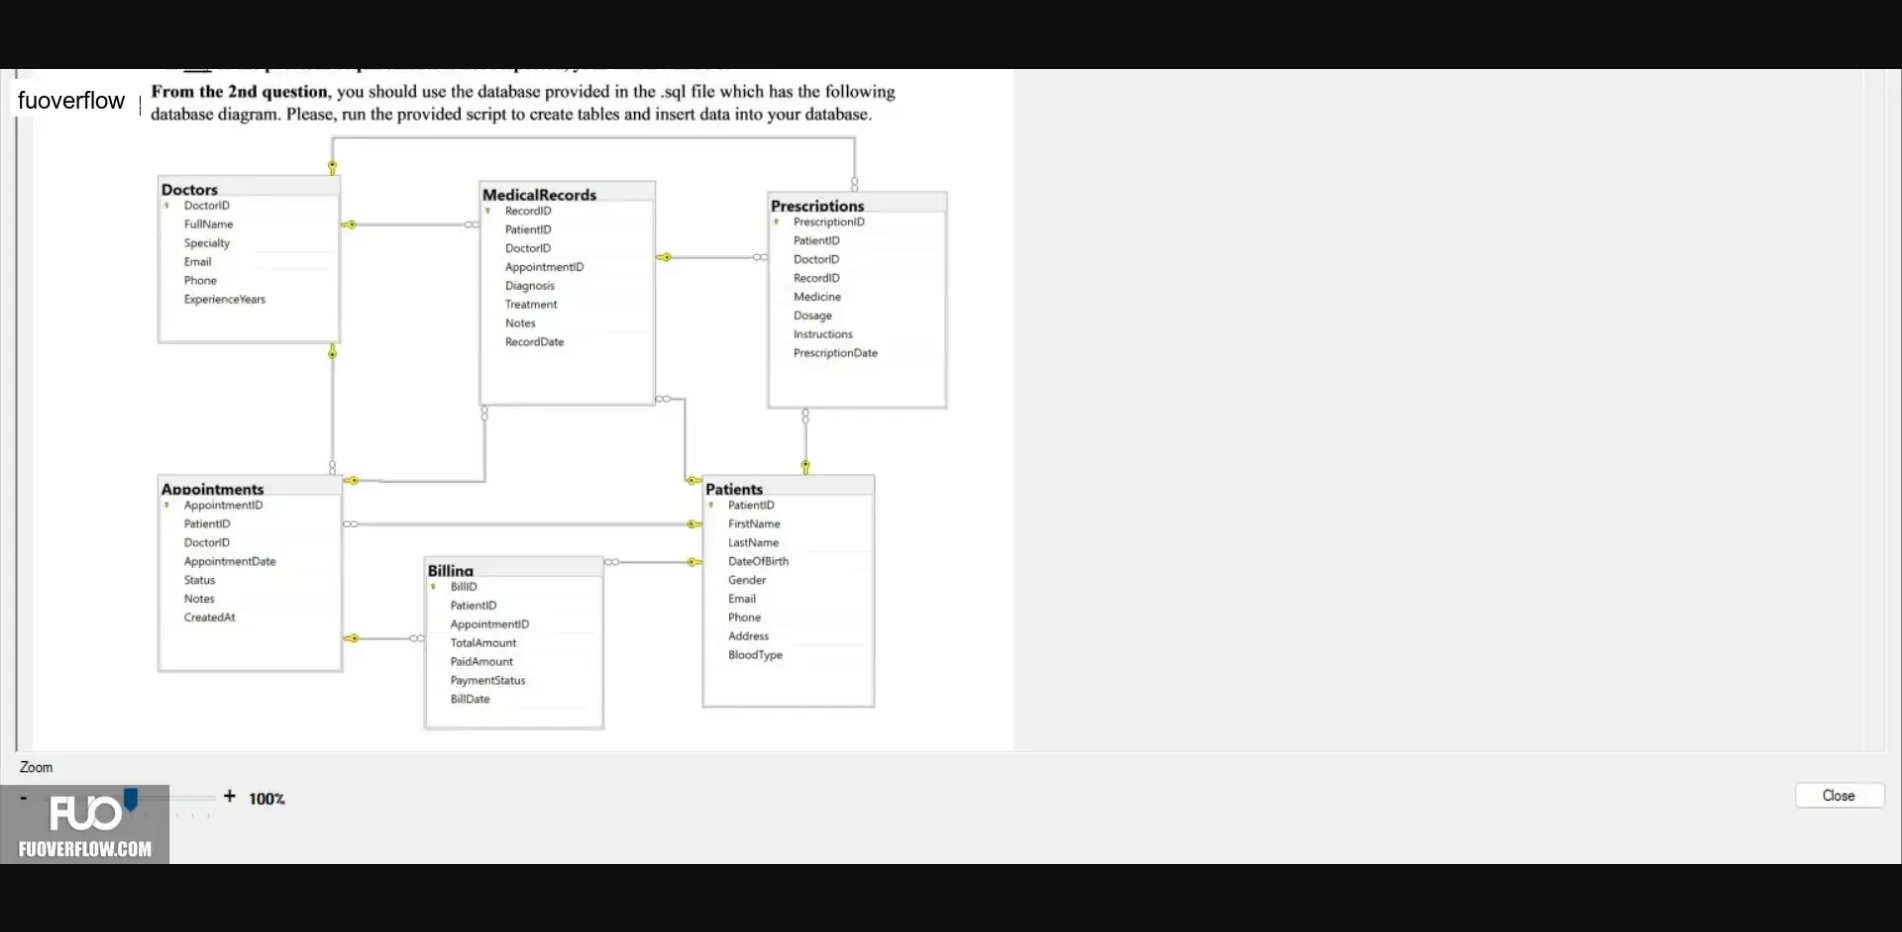 fuoverflow
From the 2nd question, you should use the database provided in the .sql file which has the following
database diagram. Please, run the provided script to create tables and insert data into your database.
Doctors
DoctorID
FullName
Specialty
Email
Phone
ExperienceYears
MedicalRecords
RecordID
PatientID
DoctorID
AppointmentID
Diagnosis
Treatment
Notes
RecordDate
Prescriptions
PrescriptionID
PatientID
DoctorID
RecordID
Medicine
Dosage
Instructions
PrescriptionDate
Appointments
AppointmentID
PatientID
DoctorID
AppointmentDate
Status
Notes
CreatedAt
Billing
BillID
PatientID
AppointmentID
TotalAmount
PaidAmount
PaymentStatus
BillDate
Patients
PatientID
FirstName
LastName
DateOfBirth
Gender
Email
Phone
Address
BloodType
Zoom
- + 100%
Close
FUO
FUOVERFLOW.COM